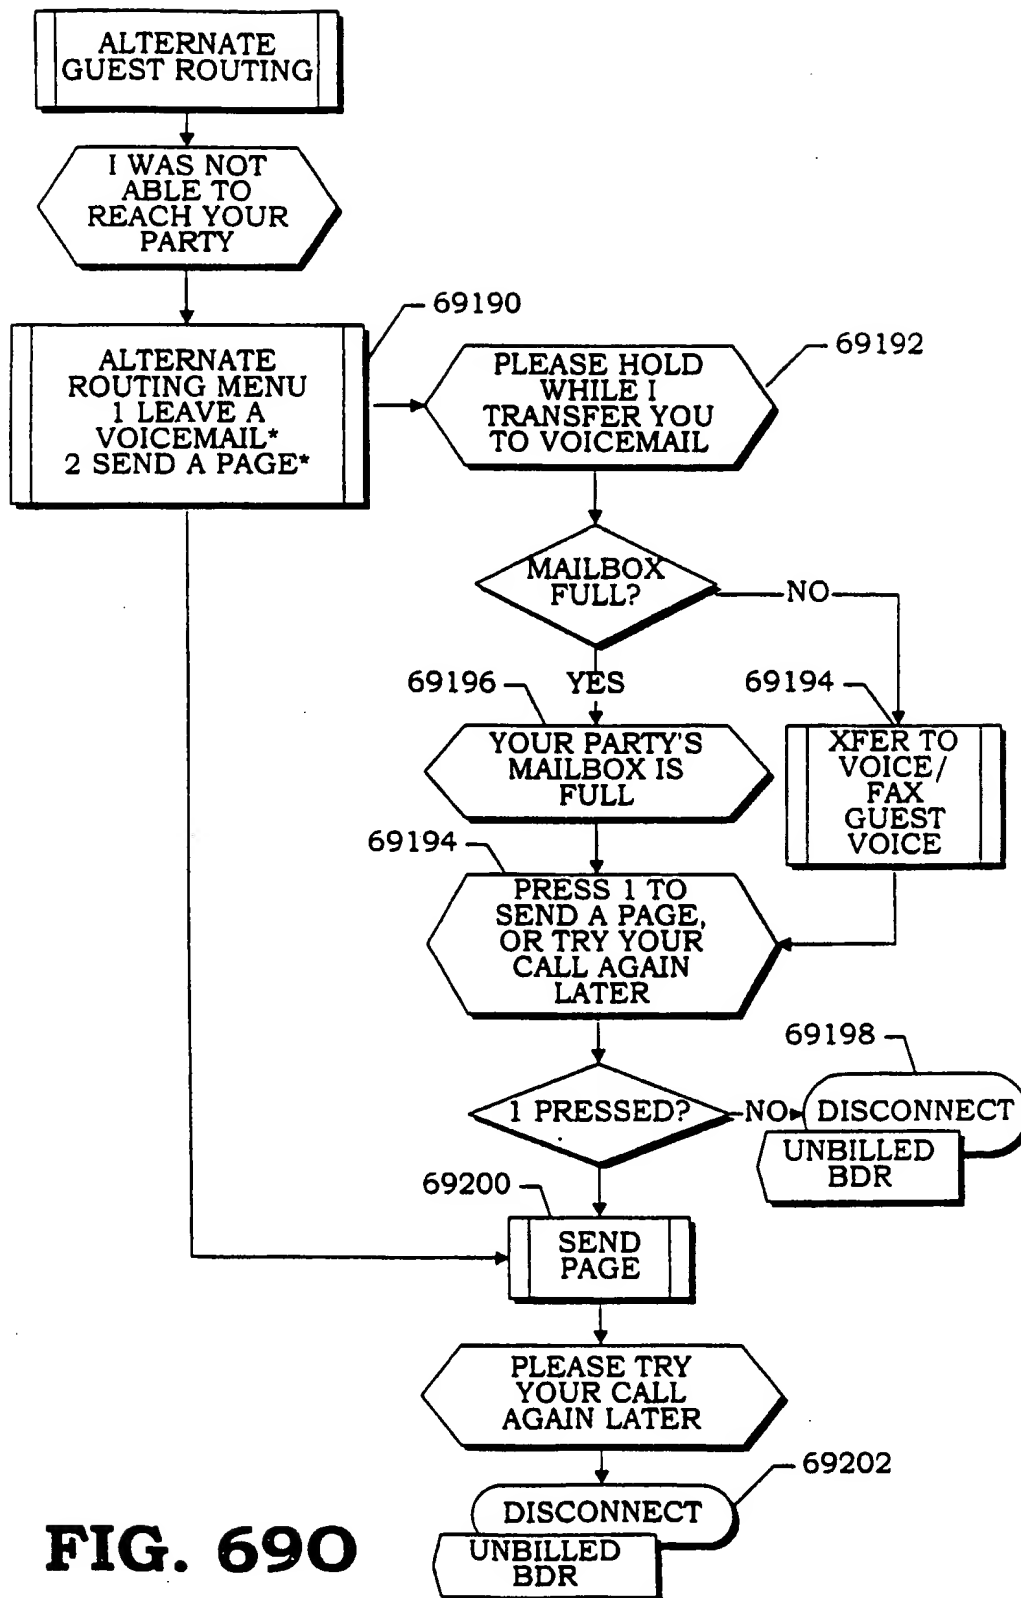 ALTERNATE
GUEST ROUTING
I WAS NOT
ABLE TO
REACH YOUR
PARTY
69190
ALTERNATE
ROUTING MENU
1 LEAVE A
VOICEMAIL*
2 SEND A PAGE*
69192
PLEASE HOLD
WHILE I
TRANSFER YOU
TO VOICEMAIL
MAILBOX
FULL?
NO
YES
69196
69194
YOUR PARTY'S
MAILBOX IS
FULL
XFER TO
VOICE/
FAX
GUEST
VOICE
69194
PRESS 1 TO
SEND A PAGE,
OR TRY YOUR
CALL AGAIN
LATER
69198
1 PRESSED?
NO
DISCONNECT
UNBILLED
BDR
69200
SEND
PAGE
PLEASE TRY
YOUR CALL
AGAIN LATER
69202
DISCONNECT
UNBILLED
BDR
FIG. 69O